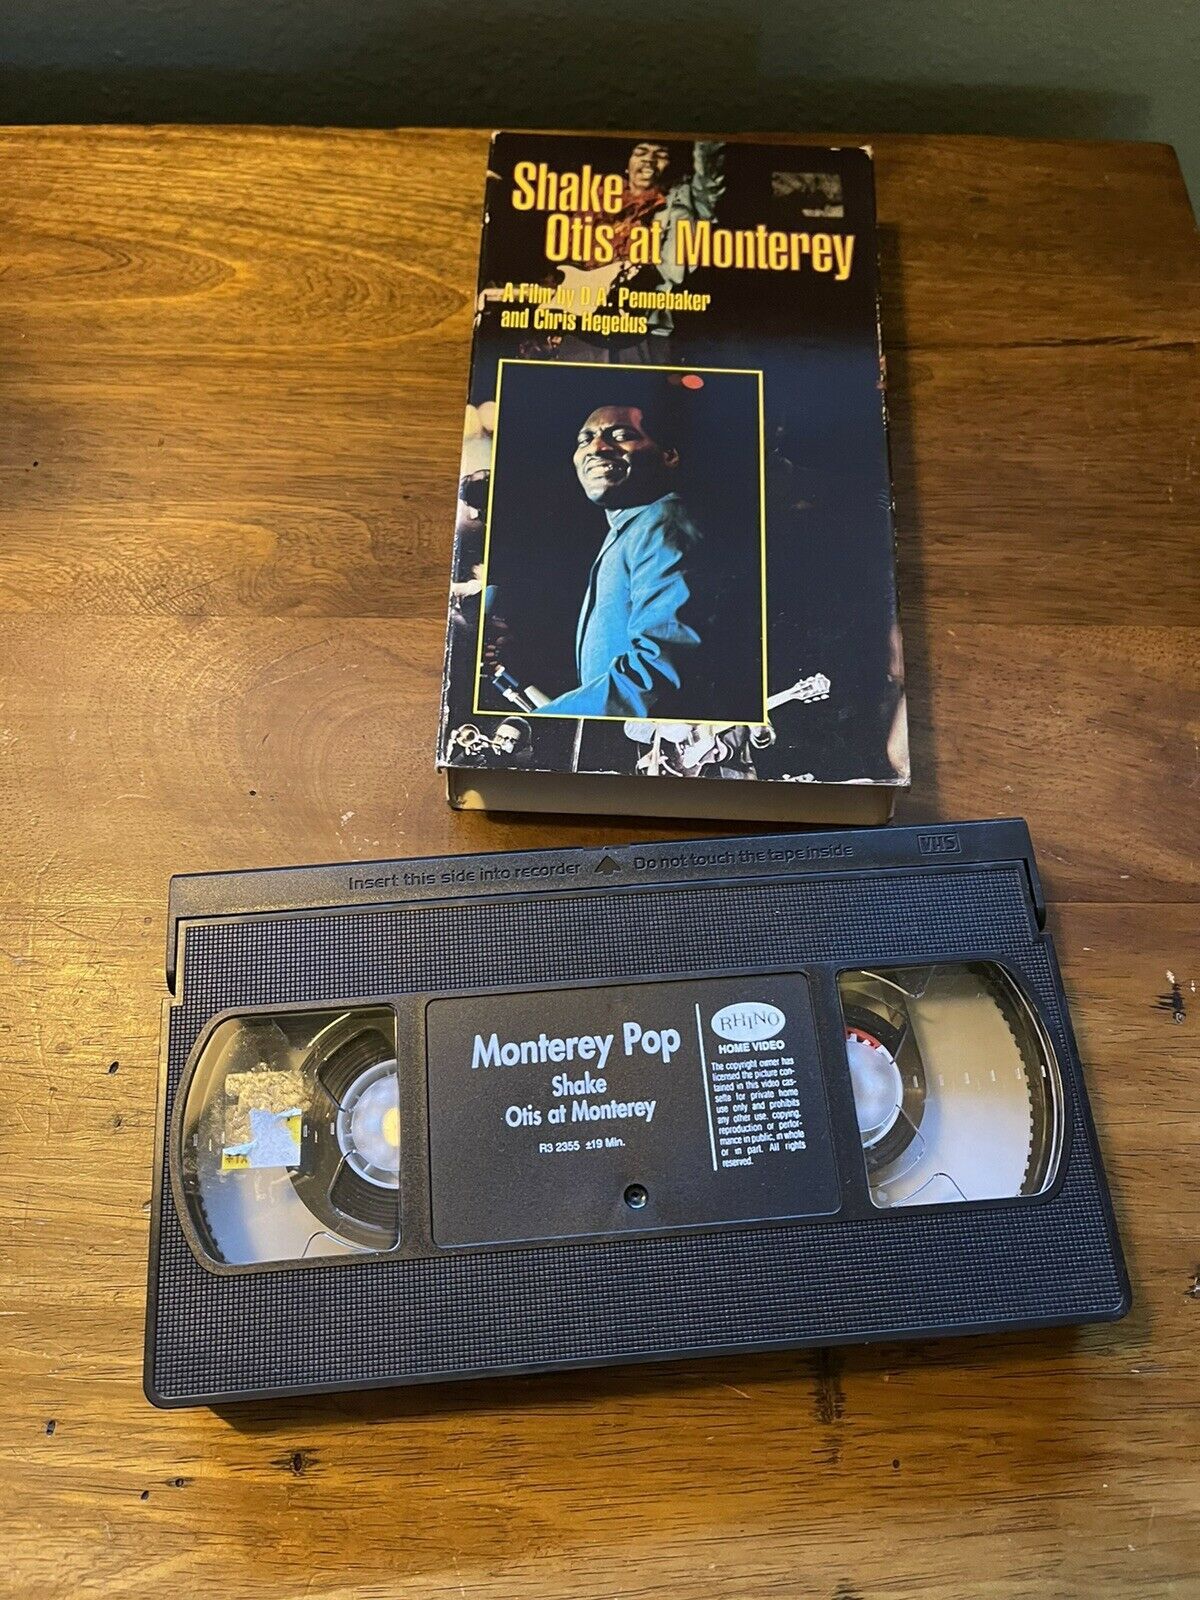 Shake
Otis at Monterey
A Film by D.A. Pennebaker
and Chris Hegedus
Insert this side into recorder Do not touch the tape inside
VHS
Monterey Pop
Shake
Otis at Monterey
R3 2355 ±19 Min.
RHINO
HOME VIDEO
The copyright owner has
licensed the picture con-
tained in this video cas-
sette for private home
use only and prohibits
any other use, copying,
reproduction or perfor-
mance in public, in whole
or in part. All rights
reserved.